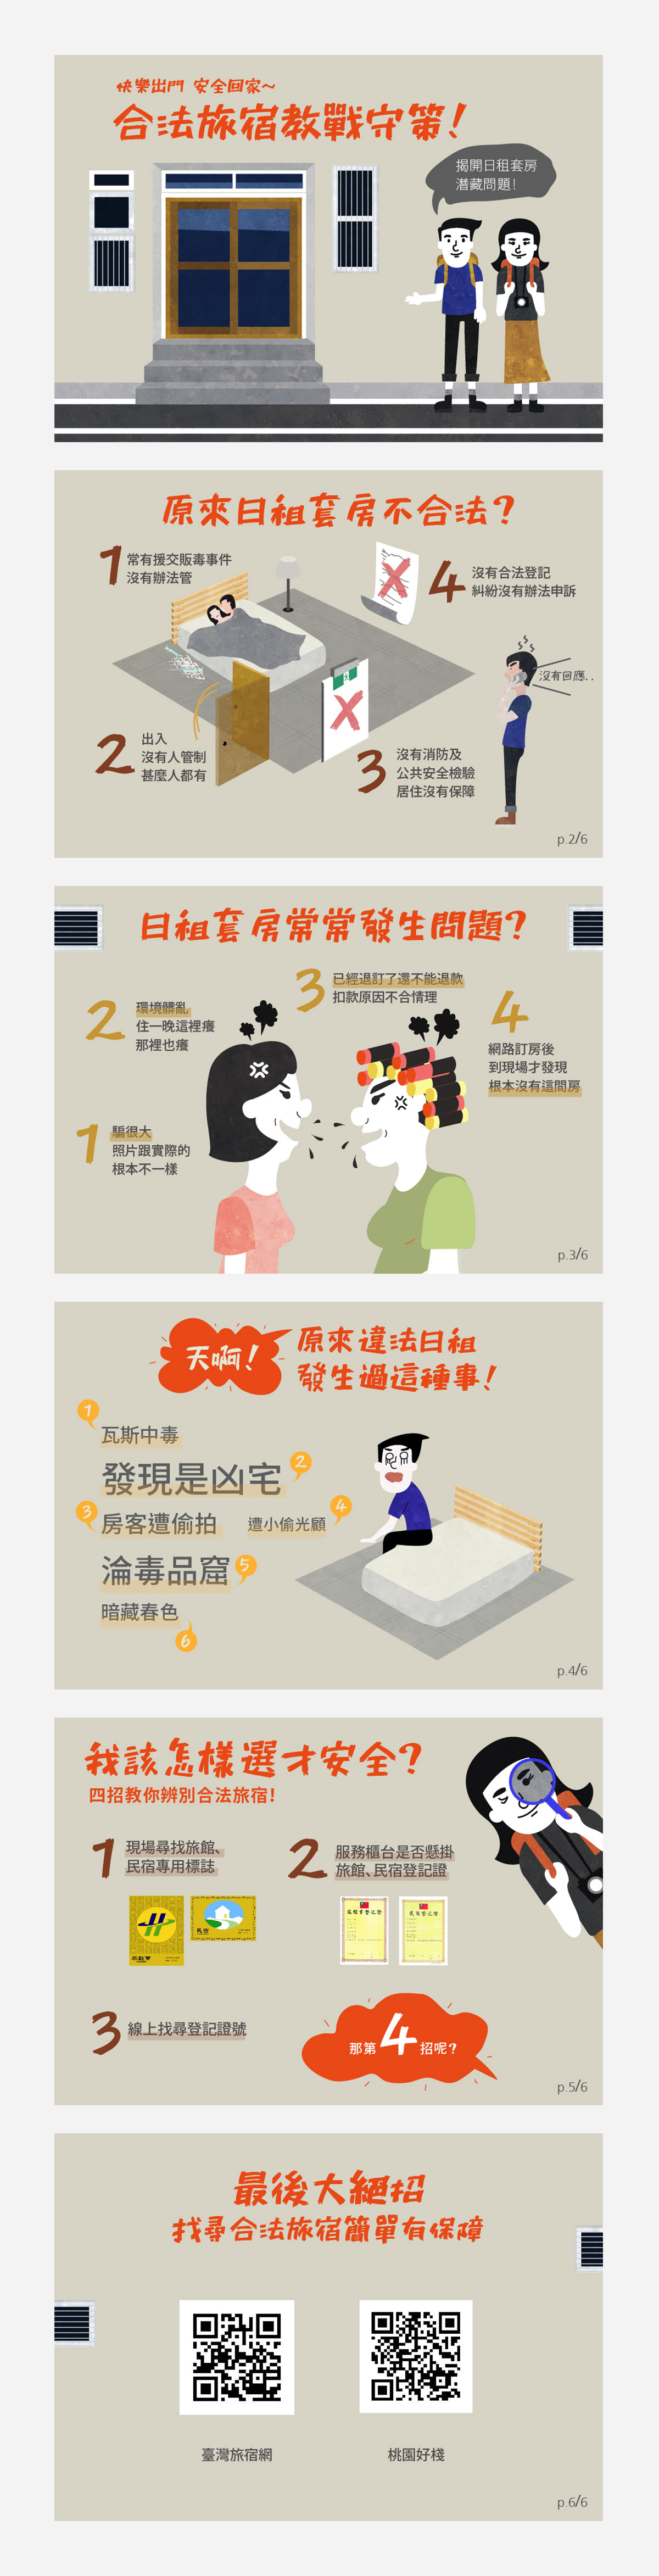 快樂出門 安全回家～
合法旅宿教戰守策！
揭開日租套房
潛藏問題！
原來日租套房不合法？
1
常有援交販毒事件
沒有辦法管
4
沒有合法登記
糾紛沒有辦法申訴
沒有回應..
2
出入
沒有人管制
甚麼人都有
3
沒有消防及
公共安全檢驗
居住沒有保障
p.2/6
日租套房常常發生問題？
3
已經退訂了還不能退款
扣款原因不合情理
2
環境髒亂
住一晚這裡癢
那裡也癢
4
網路訂房後
到現場才發現
根本沒有這間房
1
騙很大
照片跟實際的
根本不一樣
p.3/6
天啊！
原來違法日租
發生過這種事！
1
瓦斯中毒
發現是凶宅
2
3
房客遭偷拍
遭小偷光顧
4
淪毒品窟
5
暗藏春色
6
p.4/6
我該怎樣選才安全？
四招教你辨別合法旅宿！
1
現場尋找旅館、
民宿專用標誌
2
服務櫃台是否懸掛
旅館、民宿登記證
民宿
3
線上找尋登記證號
那第4招呢？
p.5/6
最後大絕招
找尋合法旅宿簡單有保障
臺灣旅宿網
桃園好棧
p.6/6